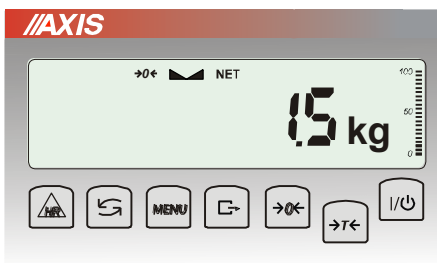 //AXIS
→0← NET 100
1.5 kg 50
0
HR MENU →0← →T← I/⏻